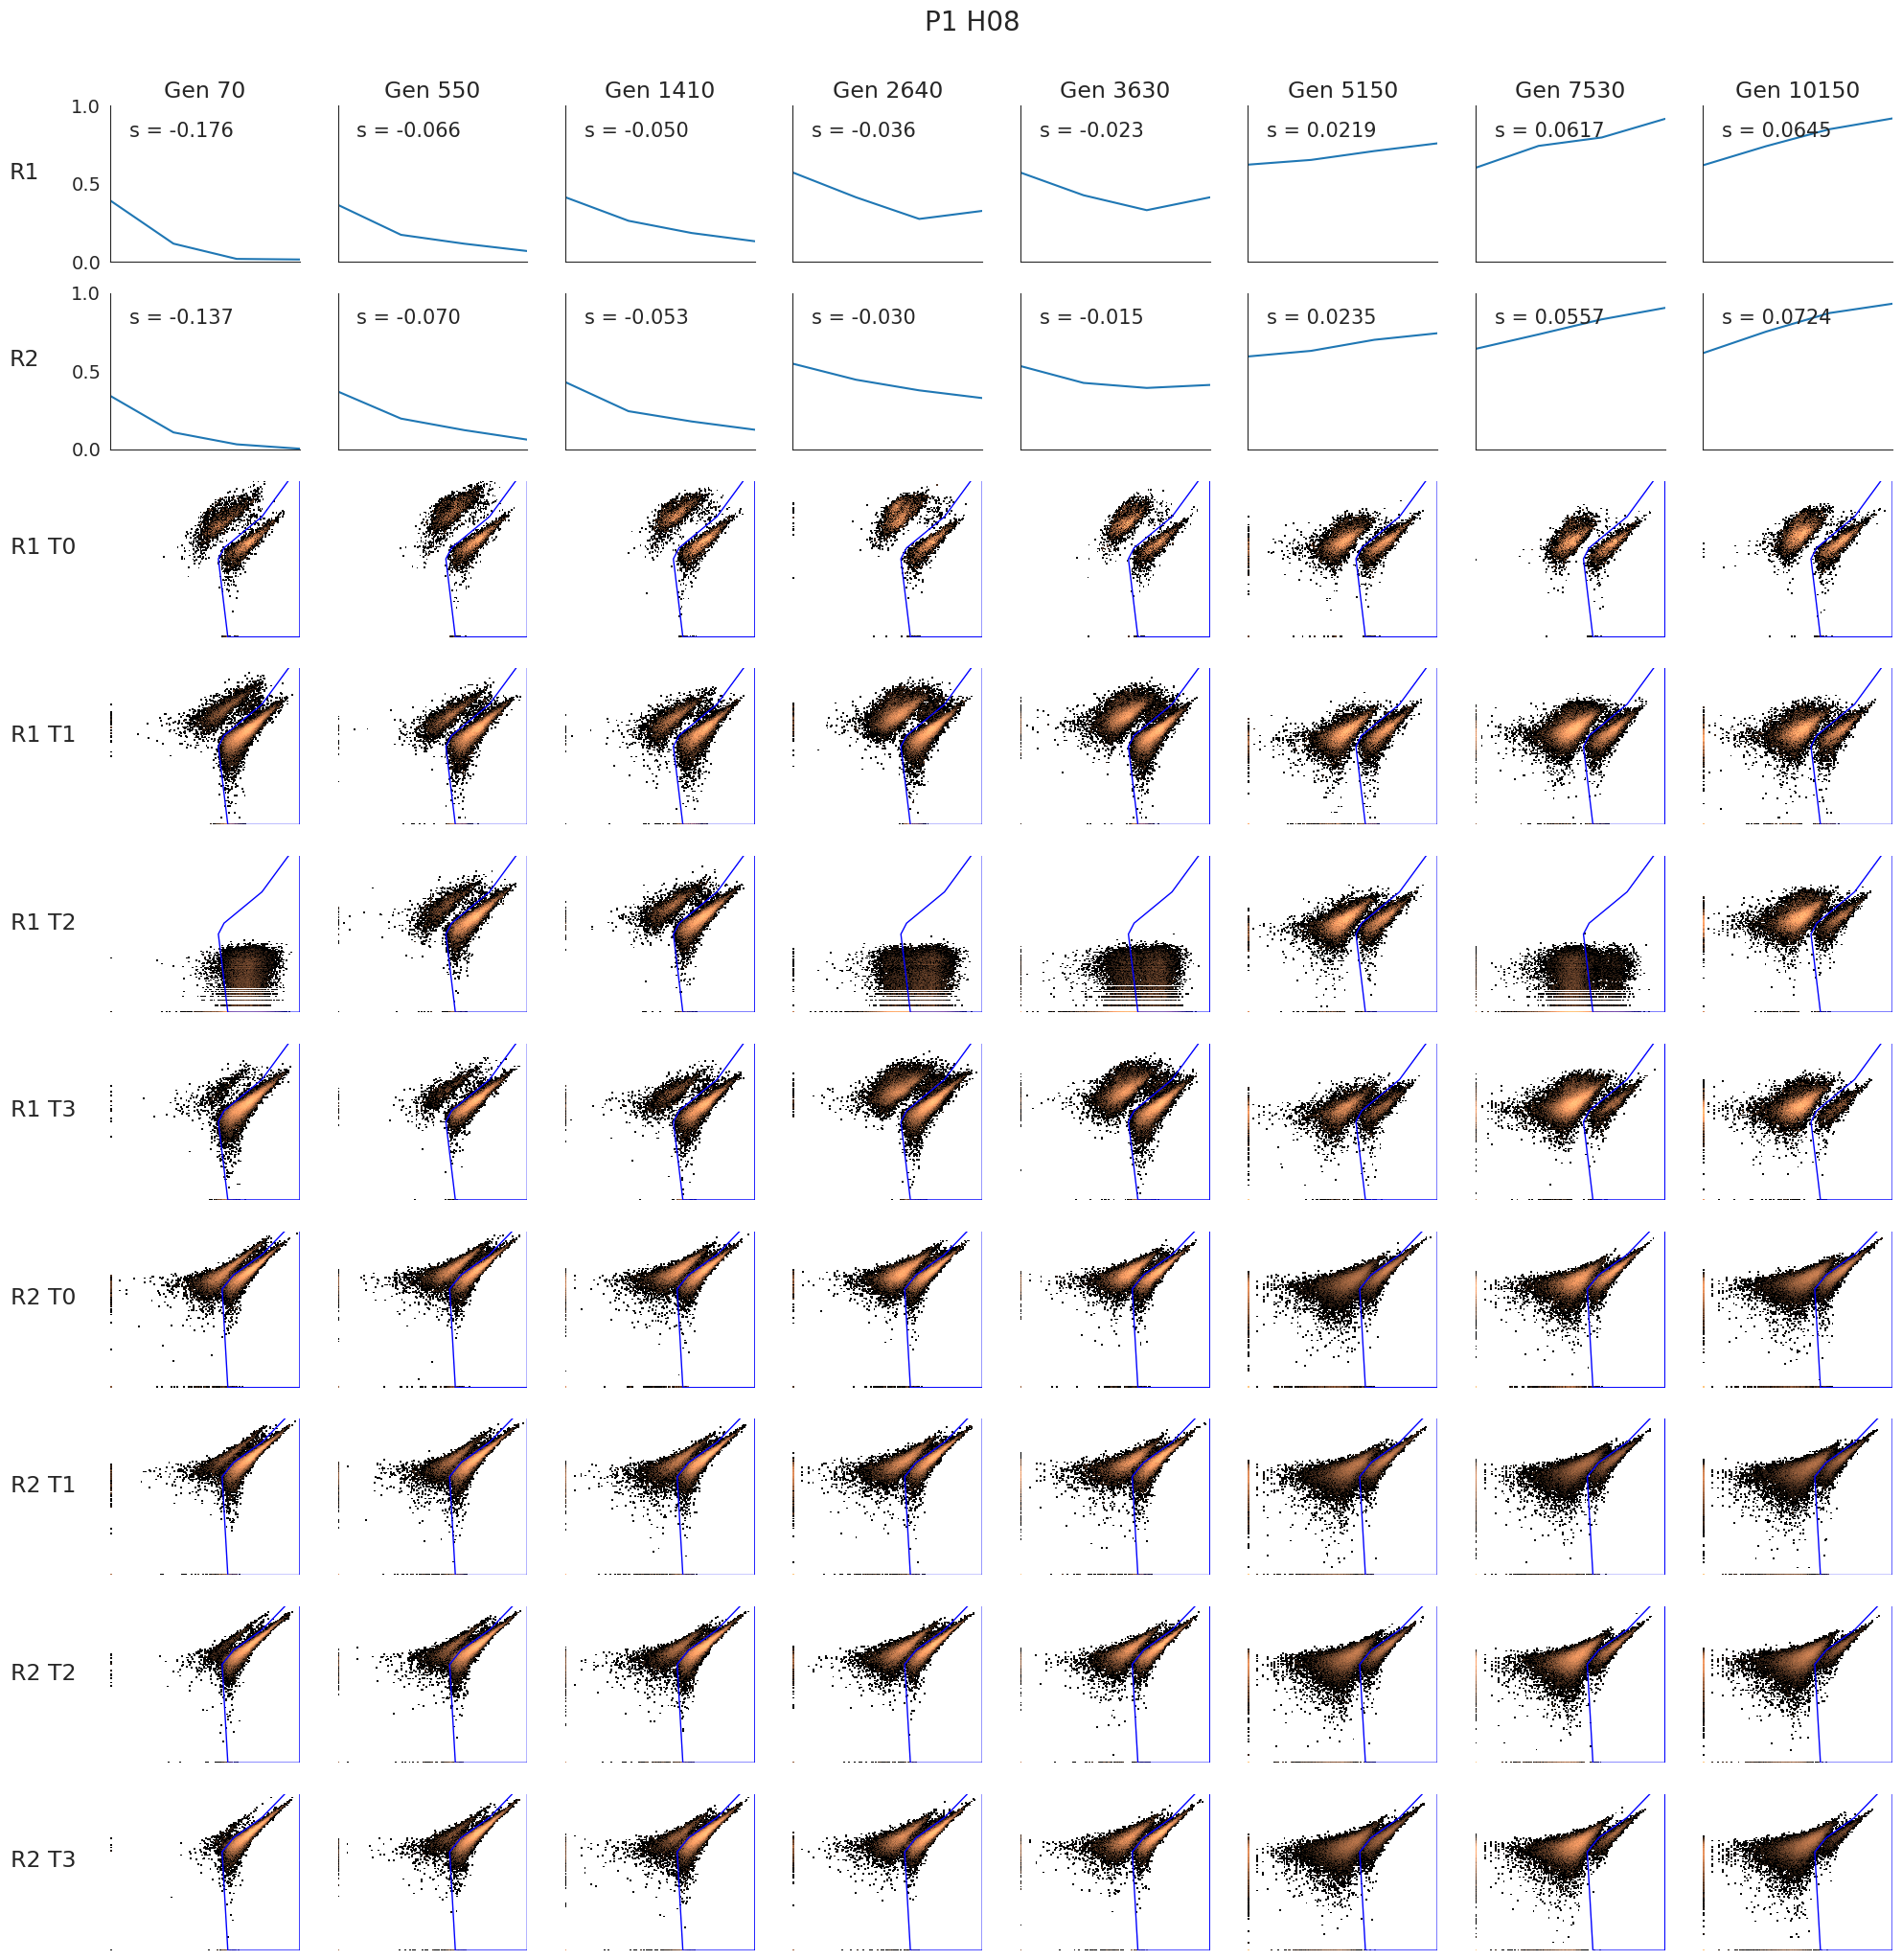 P1 H08
Gen 70 Gen 550 Gen 1410 Gen 2640 Gen 3630 Gen 5150 Gen 7530 Gen 10150
1.0
s = -0.176 s = -0.066 s = -0.050 s = -0.036 s = -0.023 s = 0.0219 s = 0.0617 s = 0.0645
R1
0.5
0.0
1.0
s = -0.137 s = -0.070 s = -0.053 s = -0.030 s = -0.015 s = 0.0235 s = 0.0557 s = 0.0724
R2
0.5
0.0
R1 T0
R1 T1
R1 T2
R1 T3
R2 T0
R2 T1
R2 T2
R2 T3